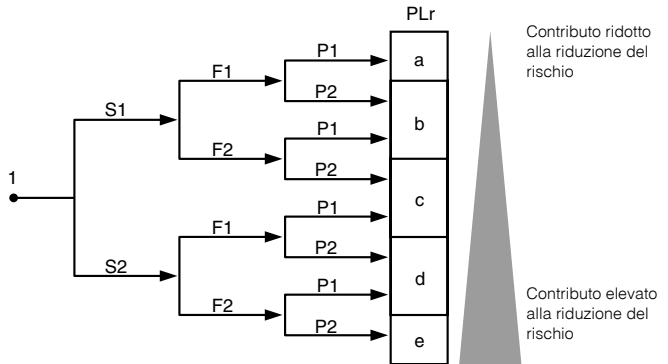 PLr
Contributo ridotto
alla riduzione del
rischio
P1
a
F1
P2
S1
b
P1
F2
P2
1
c
P1
F1
P2
S2
d
P1
F2
P2
e
Contributo elevato
alla riduzione del
rischio